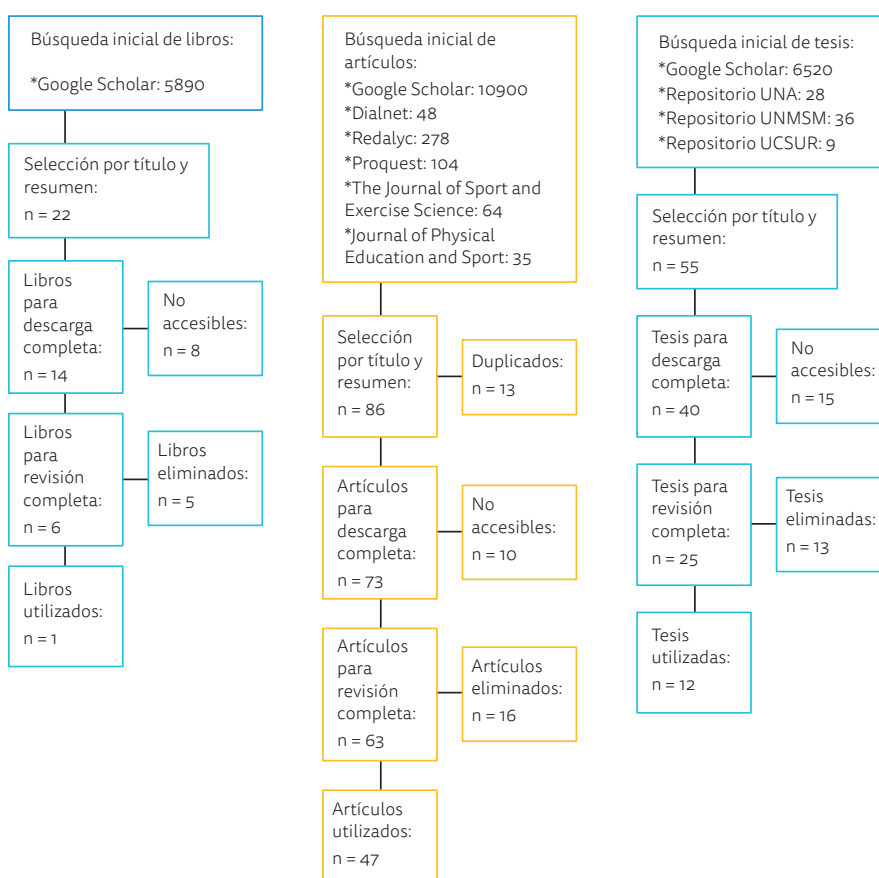 Búsqueda inicial de libros:
*Google Scholar: 5890
Selección por título y
resumen:
n = 22
Libros
para
descarga
completa:
n = 14
No
accesibles:
n = 8
Libros
para
revisión
completa:
n = 6
Libros
eliminados:
n = 5
Libros
utilizados:
n = 1
Búsqueda inicial de
artículos:
*Google Scholar: 10900
*Dialnet: 48
*Redalyc: 278
*Proquest: 104
*The Journal of Sport and
Exercise Science: 64
*Journal of Physical
Education and Sport: 35
Selección
por título y
resumen:
n = 86
Duplicados:
n = 13
Artículos
para
descarga
completa:
n = 73
No
accesibles:
n = 10
Artículos
para
revisión
completa:
n = 63
Artículos
eliminados:
n = 16
Artículos
utilizados:
n = 47
Búsqueda inicial de tesis:
*Google Scholar: 6520
*Repositorio UNA: 28
*Repositorio UNMSM: 36
*Repositorio UCSUR: 9
Selección por título y
resumen:
n = 55
Tesis para
descarga
completa:
n = 40
No
accesibles:
n = 15
Tesis para
revisión
completa:
n = 25
Tesis
eliminadas:
n = 13
Tesis
utilizadas:
n = 12